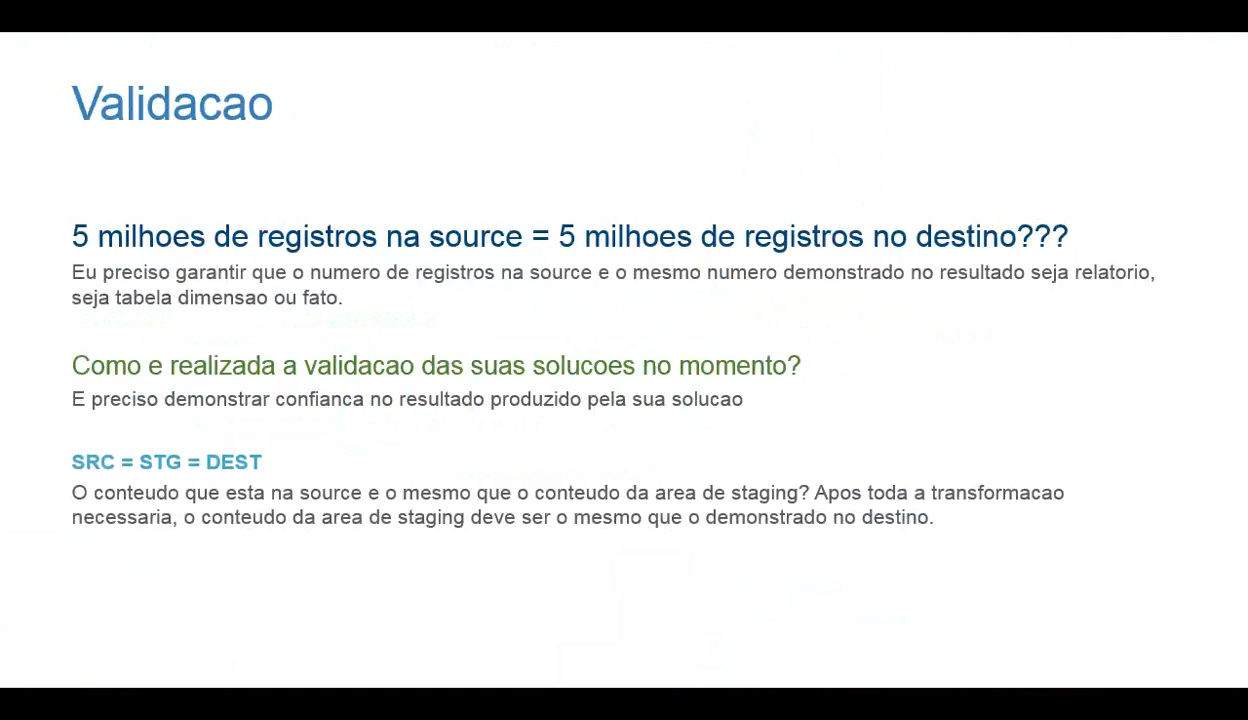 Validacao
5 milhoes de registros na source = 5 milhoes de registros no destino???
Eu preciso garantir que o numero de registros na source e o mesmo numero demonstrado no resultado seja relatorio,
seja tabela dimensao ou fato.
Como e realizada a validacao das suas solucoes no momento?
E preciso demonstrar confianca no resultado produzido pela sua solucao
SRC = STG = DEST
O conteudo que esta na source e o mesmo que o conteudo da area de staging? Apos toda a transformacao
necessaria, o conteudo da area de staging deve ser o mesmo que o demonstrado no destino.